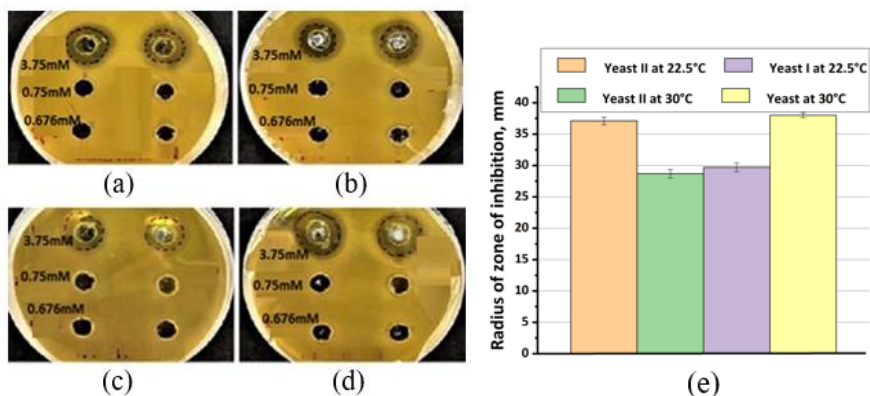 3.75mM
0.75mM
0.676mM
(a)
3.75mM
0.75mM
0.676mM
(b)
3.75mM
0.75mM
0.676mM
(c)
3.75mM
0.75mM
0.676mM
(d)
Yeast II at 22.5°C
Yeast I at 22.5°C
Yeast II at 30°C
Yeast at 30°C
Radius of zone of inhibition, mm
40
35
30
25
20
15
10
5
0
(e)